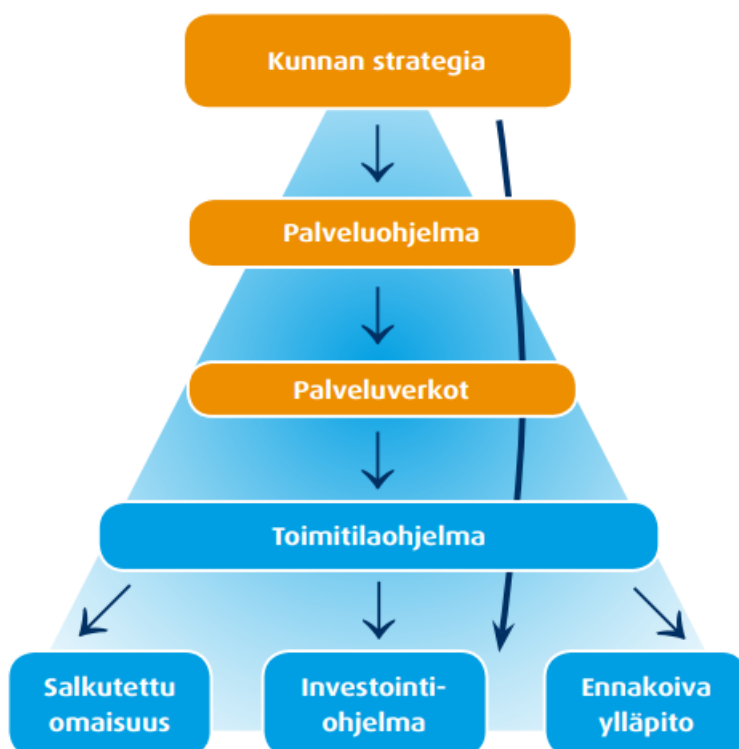 Kunnan strategia
Palveluohjelma
Palveluverkot
Toimitilaohjelma
Salkutettu
omaisuus
Investointi-
ohjelma
Ennakoiva
ylläpito